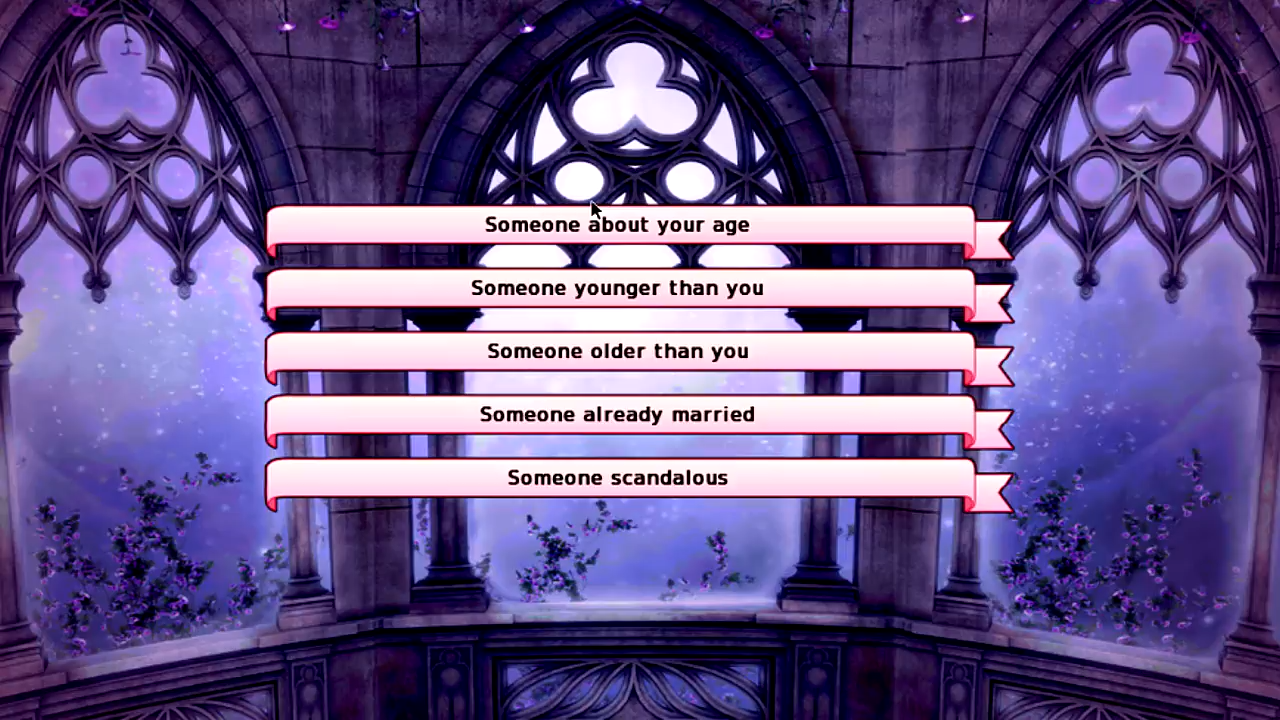 Someone about your age
Someone younger than you
Someone older than you
Someone already married
Someone scandalous